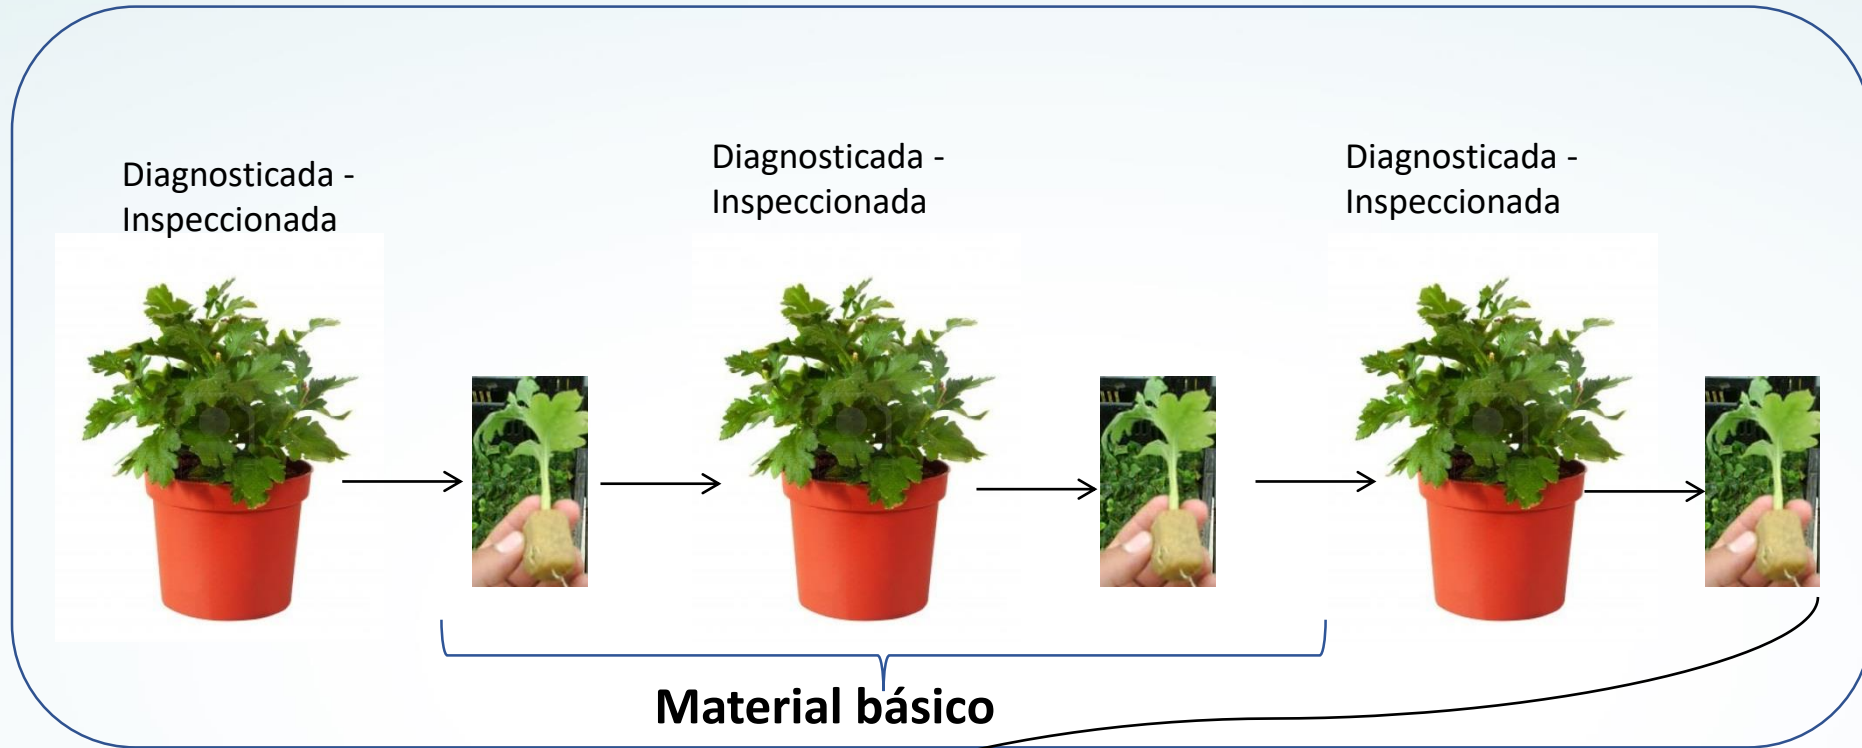 Diagnosticada -
Inspeccionada
Diagnosticada -
Inspeccionada
Diagnosticada -
Inspeccionada
Material básico